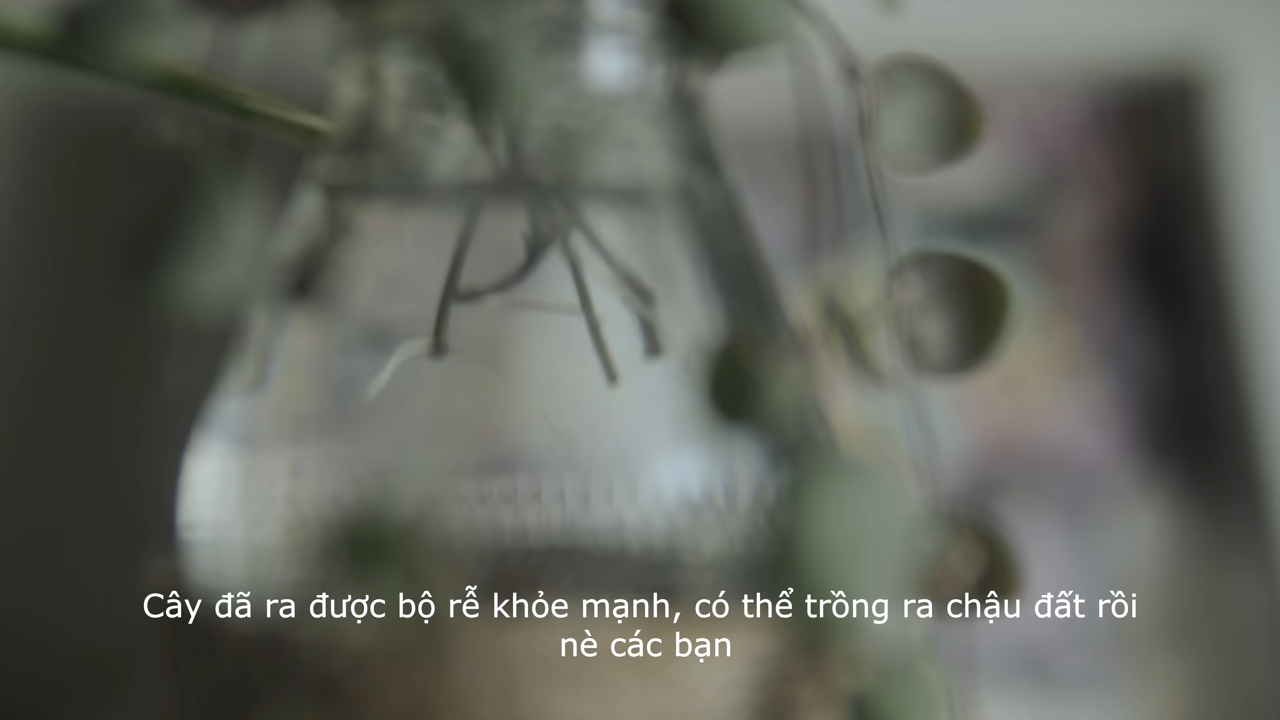 Cây đã ra được bộ rễ khỏe mạnh, có thể trồng ra chậu đất rồi
nè các bạn